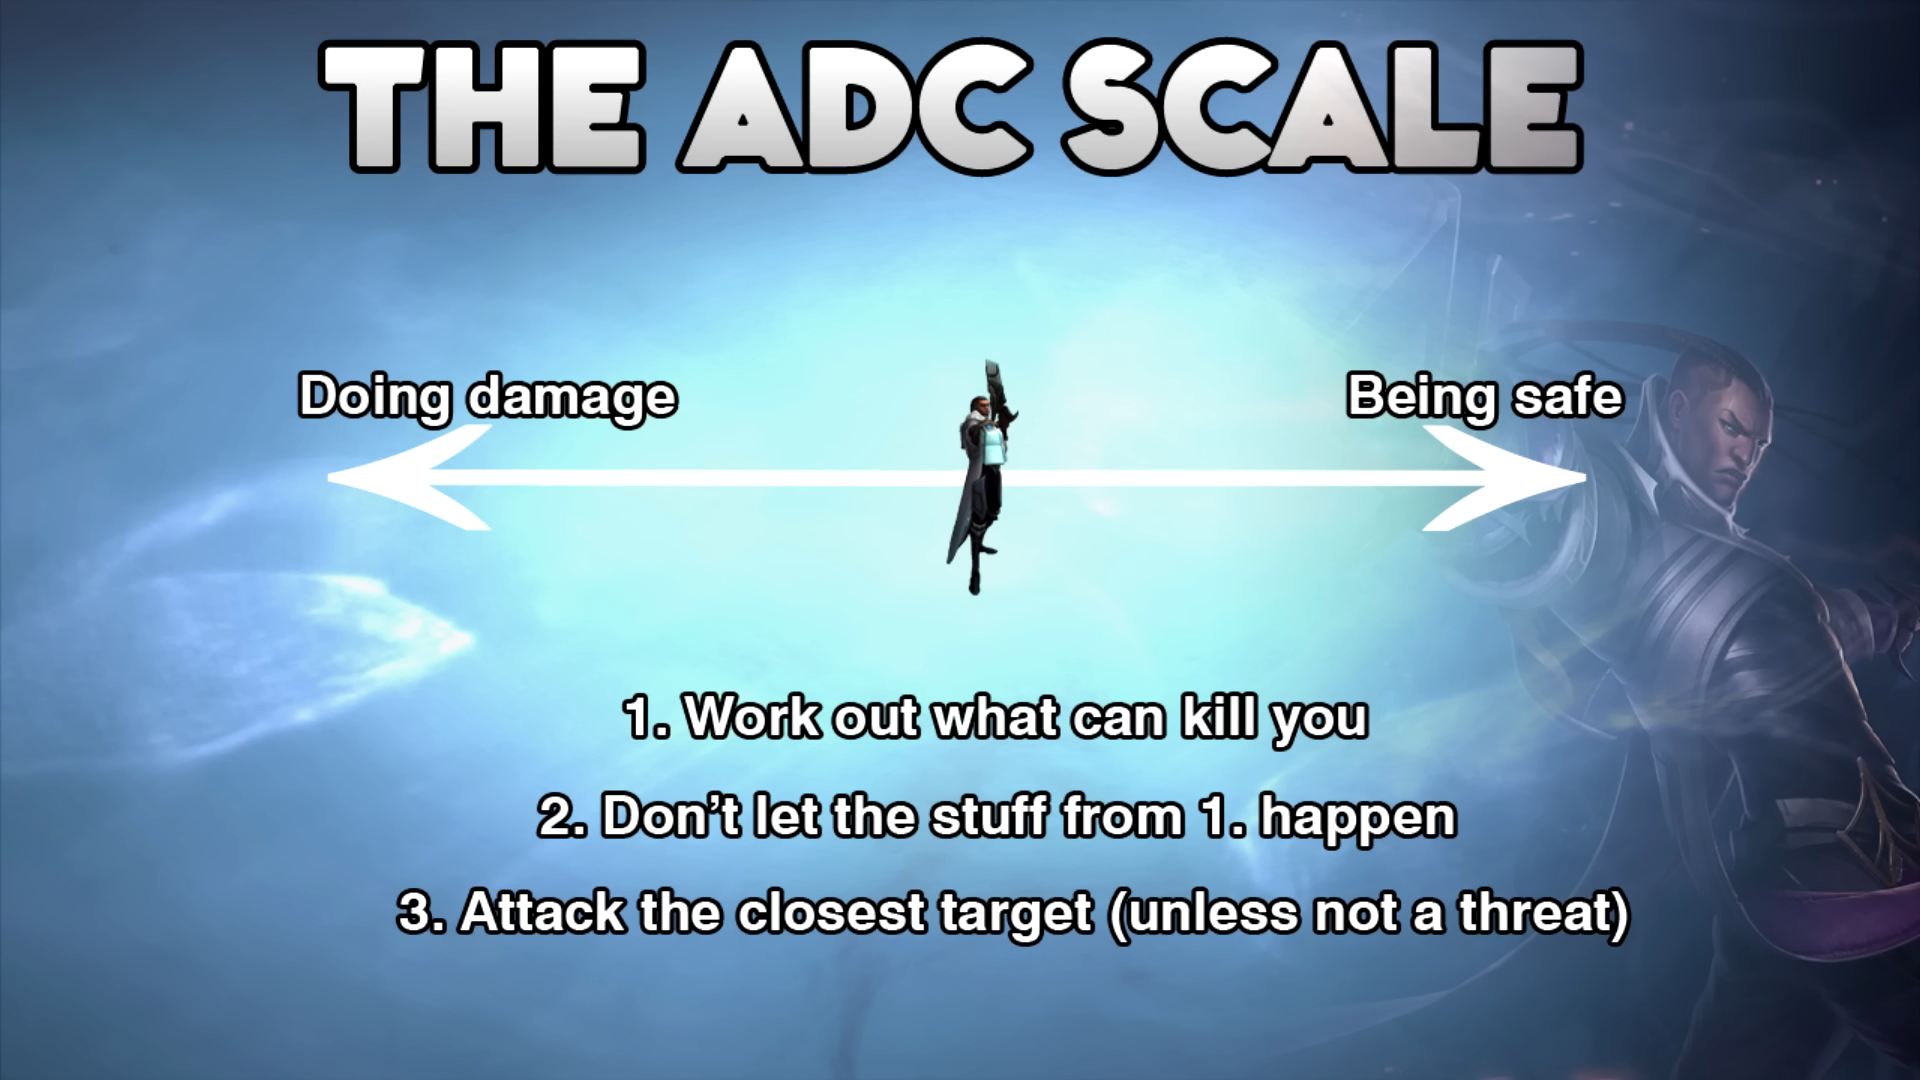 THE ADC SCALE
Doing damage
Being safe
1. Work out what can kill you
2. Don’t let the stuff from 1. happen
3. Attack the closest target (unless not a threat)